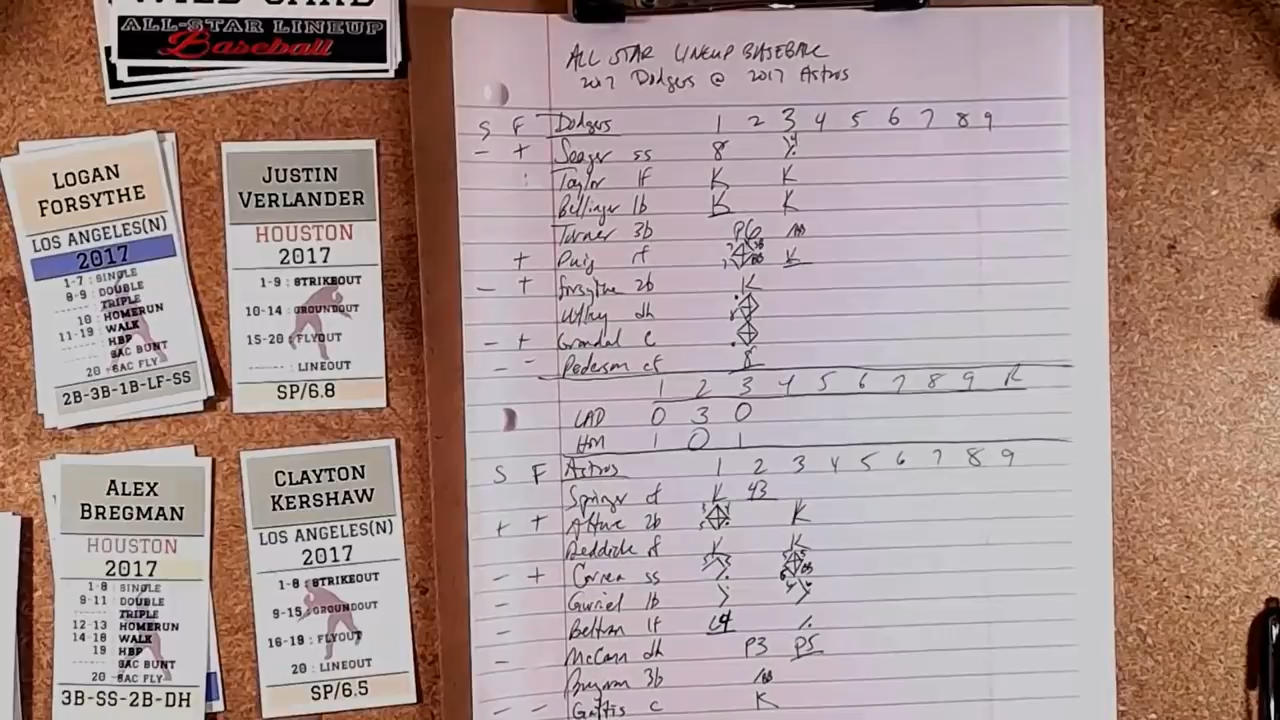 ALL-STAR LINEUP
Baseball
LOGAN
FORSYTHE
LOS ANGELES(N)
2017
1-7 : SINGLE
8-9 : DOUBLE
------ TRIPLE
10 : HOMERUN
11-19 : WALK
------ HBP
------ SAC BUNT
20 - SAC FLY
2B-3B-1B-LF-SS
JUSTIN
VERLANDER
HOUSTON
2017
1-9 : STRIKEOUT
10-14 : GROUNDOUT
15-20 : FLYOUT
------ : LINEOUT
SP/6.8
ALEX
BREGMAN
HOUSTON
2017
1-8 : SINGLE
9-11 : DOUBLE
------ TRIPLE
12-13 HOMERUN
14-18 WALK
19 HBP
------ SAC BUNT
20 - SAC FLY
3B-SS-2B-DH
CLAYTON
KERSHAW
LOS ANGELES(N)
2017
1-8 : STRIKEOUT
9-15 : GROUNDOUT
16-19 : FLYOUT
20 : LINEOUT
SP/6.5
ALL STAR LINEUP BASEBALL
2017 Dodgers @ 2017 Astros
S F Dodgers 1 2 3 4 5 6 7 8 9
- + Seager ss 8
Taylor lf K K
Bellinger 1b K K
Turner 3b P6
+ Puig rf K
- + Forsythe 2b K
Utley dh
- + Grandal c
- Pederson cf 8
1 2 3 4 5 6 7 8 9 R
LAD 0 3 0
HOU 1 0 1
S F Astros 1 2 3 4 5 6 7 8 9
Springer cf K 43
+ + Altuve 2b K
Reddick rf K K
- + Correa ss
- Gurriel 1b
- Beltran lf L4
- McCann dh P3 P5
Bregman 3b
- - Gattis c K